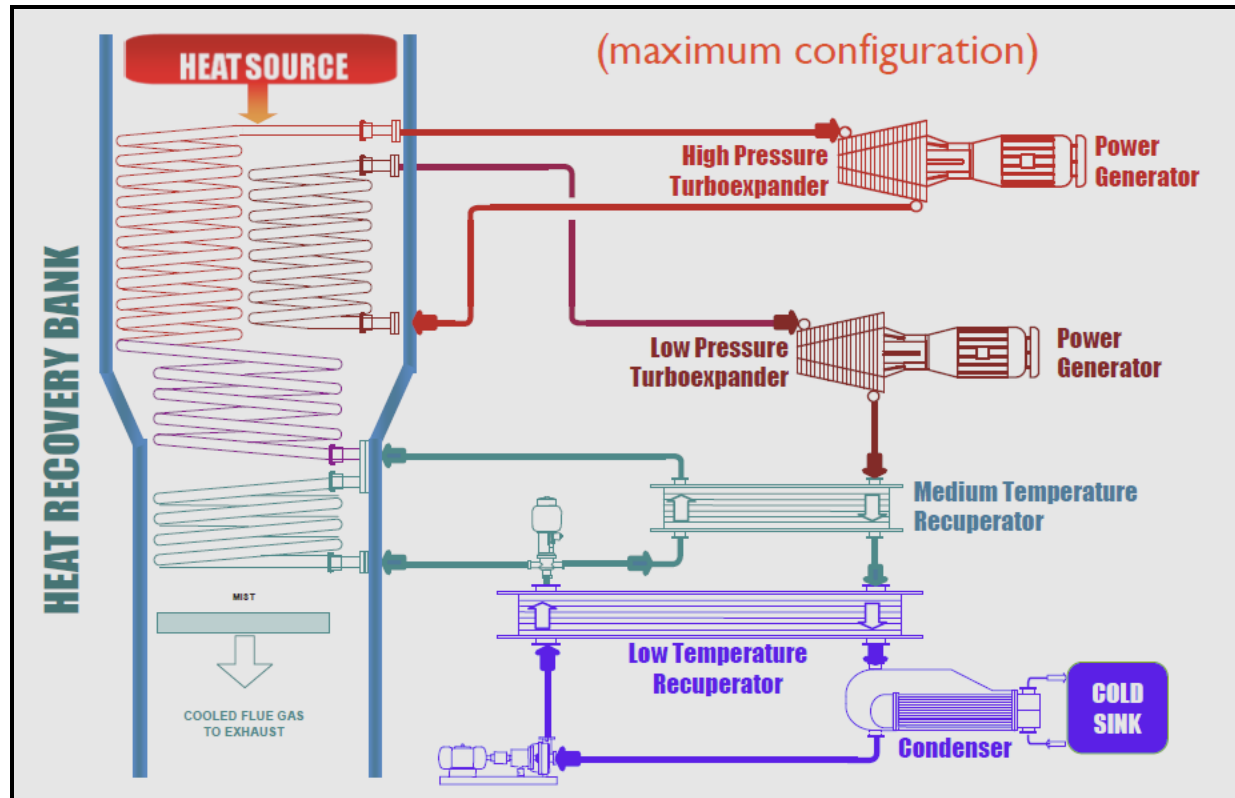 HEAT SOURCE
(maximum configuration)
High Pressure
Turboexpander
Power
Generator
HEAT RECOVERY BANK
Low Pressure
Turboexpander
Power
Generator
Medium Temperature
Recuperator
MIST
Low Temperature
Recuperator
COLD
SINK
COOLED FLUE GAS
TO EXHAUST
Condenser